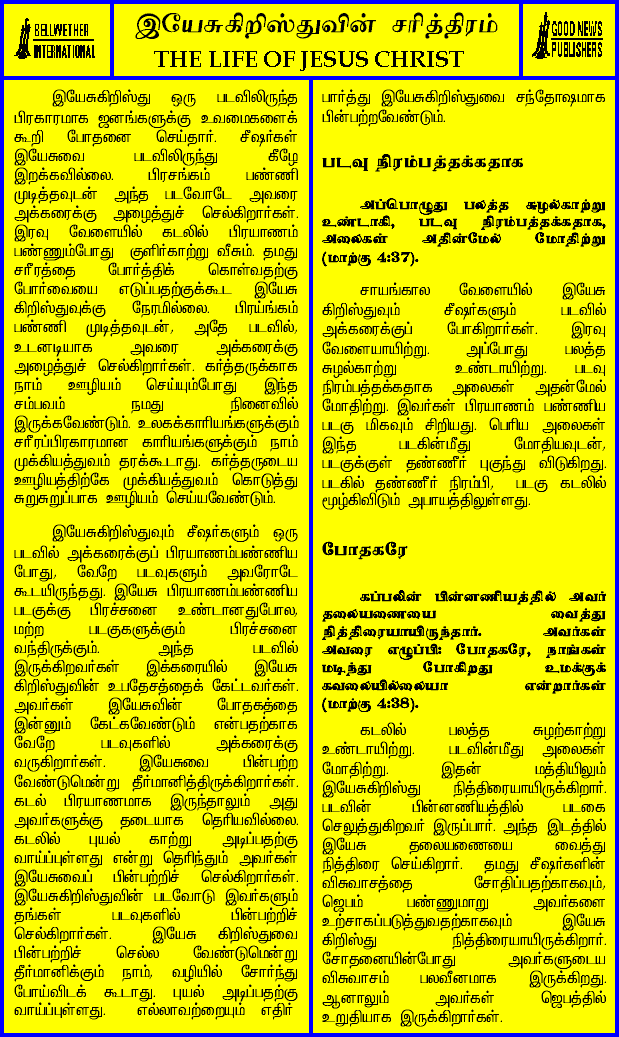 BELLWETHER
INTERNATIONAL
இயேசுகிறிஸ்துவின் சரித்திரம்
THE LIFE OF JESUS CHRIST
GOOD NEWS
PUBLISHERS
இயேசுகிறிஸ்து ஒரு படவிலிருந்த
பிரகாரமாக ஜனங்களுக்கு உவமைகளைக்
கூறி போதனை செய்தார். சீஷர்கள்
இயேசுவை படவிலிருந்து கீழே
இறக்கவில்லை. பிரசங்கம் பண்ணி
முடித்தவுடன் அந்த படவோடே அவரை
அக்கரைக்கு அழைத்துச் செல்கிறார்கள்.
இரவு வேளையில் கடலில் பிரயாணம்
பண்ணும்போது குளிர்காற்று வீசும். தமது
சரீரத்தை போர்த்திக் கொள்வதற்கு
போர்வையை எடுப்பதற்குக்கூட இயேசு
கிறிஸ்துவுக்கு நேரமில்லை. பிரய்ங்கம்
பண்ணி முடித்தவுடன், அதே படவில்,
உடனடியாக அவரை அக்கரைக்கு
அழைத்துச் செல்கிறார்கள். கர்த்தருக்காக
நாம் ஊழியம் செய்யும்போது இந்த
சம்பவம் நமது நினைவில்
இருக்கவேண்டும். உலகக்காரியங்களுக்கும்
சரீரப்பிரகாரமான காரியங்களுக்கும் நாம்
முக்கியத்துவம் தரக்கூடாது. கர்த்தருடைய
ஊழியத்திற்கே முக்கியத்துவம் கொடுத்து
சுறுசுறுப்பாக ஊழியம் செய்யவேண்டும்.
இயேசுகிறிஸ்துவும் சீஷர்களும் ஒரு
படவில் அக்கரைக்குப் பிரயாணம்பண்ணிய
போது, வேறே படவுகளும் அவரோடே
கூடயிருந்தது. இயேசு பிரயாணம்பண்ணிய
படகுக்கு பிரச்சனை உண்டானதுபோல,
மற்ற படகுகளுக்கும் பிரச்சனை
வந்திருக்கும். அந்த படவில்
இருக்கிறவர்கள் இக்கரையில் இயேசு
கிறிஸ்துவின் உபதேசத்தைக் கேட்டவர்கள்.
அவர்கள் இயேசுவின் போதகத்தை
இன்னும் கேட்கவேண்டும் என்பதற்காக
வேறே படவுகளில் அக்கரைக்கு
வருகிறார்கள். இயேசுவை பின்பற்ற
வேண்டுமென்று தீர்மானித்திருக்கிறார்கள்.
கடல் பிரயாணமாக இருந்தாலும் அது
அவர்களுக்கு தடையாக தெரியவில்லை.
கடலில் புயல் காற்று அடிப்பதற்கு
வாய்ப்புள்ளது என்று தெரிந்தும் அவர்கள்
இயேசுவைப் பின்பற்றிச் செல்கிறார்கள்.
இயேசுகிறிஸ்துவின் படவோடு இவர்களும்
தங்கள் படவுகளில் பின்பற்றிச்
செல்கிறார்கள். இயேசு கிறிஸ்துவை
பின்பற்றிச் செல்ல வேண்டுமென்று
தீர்மானிக்கும் நாம், வழியில் சோர்ந்து
போய்விடக் கூடாது. புயல் அடிப்பதற்கு
வாய்ப்புள்ளது. எல்லாவற்றையும் எதிர்
பார்த்து இயேசுகிறிஸ்துவை சந்தோஷமாக
பின்பற்றவேண்டும்.
படவு நிரம்பத்தக்கதாக
அப்பொழுது பலத்த சுழல்காற்று
உண்டாகி, படவு நிரம்பத்தக்கதாக,
அலைகள் அதின்மேல் மோதிற்று
(மாற்கு 4:37).
சாயங்கால வேளையில் இயேசு
கிறிஸ்துவும் சீஷர்களும் படவில்
அக்கரைக்குப் போகிறார்கள். இரவு
வேளையாயிற்று. அப்போது பலத்த
சுழல்காற்று உண்டாயிற்று. படவு
நிரம்பத்தக்கதாக அலைகள் அதன்மேல்
மோதிற்று. இவர்கள் பிரயாணம் பண்ணிய
படகு மிகவும் சிறியது. பெரிய அலைகள்
இந்த படகின்மீது மோதியவுடன்,
படகுக்குள் தண்ணீர் புகுந்து விடுகிறது.
படகில் தண்ணீர் நிரம்பி, படகு கடலில்
மூழ்கிவிடும் அபாயத்திலுள்ளது.
போதகரே
கப்பலின் பின்னணியத்தில் அவர்
தலையணையை வைத்து
நித்திரையாயிருந்தார். அவர்கள்
அவரை எழுப்பி: போதகரே, நாங்கள்
மடிந்து போகிறது உமக்குக்
கவலையில்லையா என்றார்கள்
(மாற்கு 4:38).
கடலில் பலத்த சுழற்காற்று
உண்டாயிற்று. படவின்மீது அலைகள்
மோதிற்று. இதன் மத்தியிலும்
இயேசுகிறிஸ்து நித்திரையாயிருக்கிறார்.
படவின் பின்னணியத்தில் படகை
செலுத்துகிறவர் இருப்பார். அந்த இடத்தில்
இயேசு தலையணையை வைத்து
நித்திரை செய்கிறார். தமது சீஷர்களின்
விசுவாசத்தை சோதிப்பதற்காகவும்,
ஜெபம் பண்ணுமாறு அவர்களை
உற்சாகப்படுத்துவதற்காகவும் இயேசு
கிறிஸ்து நித்திரையாயிருக்கிறார்.
சோதனையின்போது அவர்களுடைய
விசுவாசம் பலவீனமாக இருக்கிறது.
ஆனாலும் அவர்கள் ஜெபத்தில்
உறுதியாக இருக்கிறார்கள்.